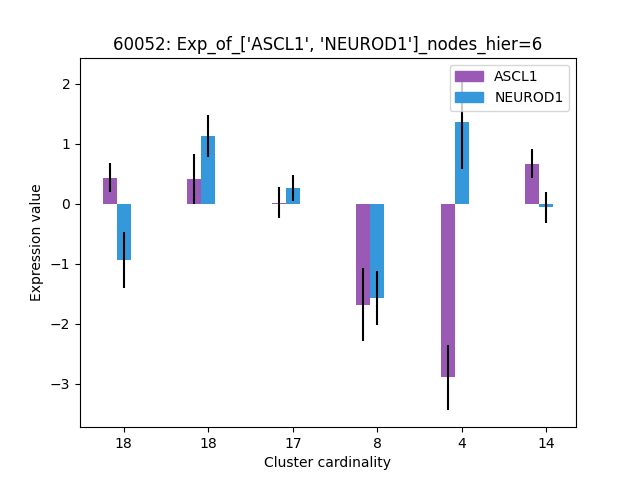 60052: Exp_of_['ASCL1', 'NEUROD1']_nodes_hier=6
ASCL1
NEUROD1
2
1
0
−1
−2
−3
Expression value
18 18 17 8 4 14
Cluster cardinality